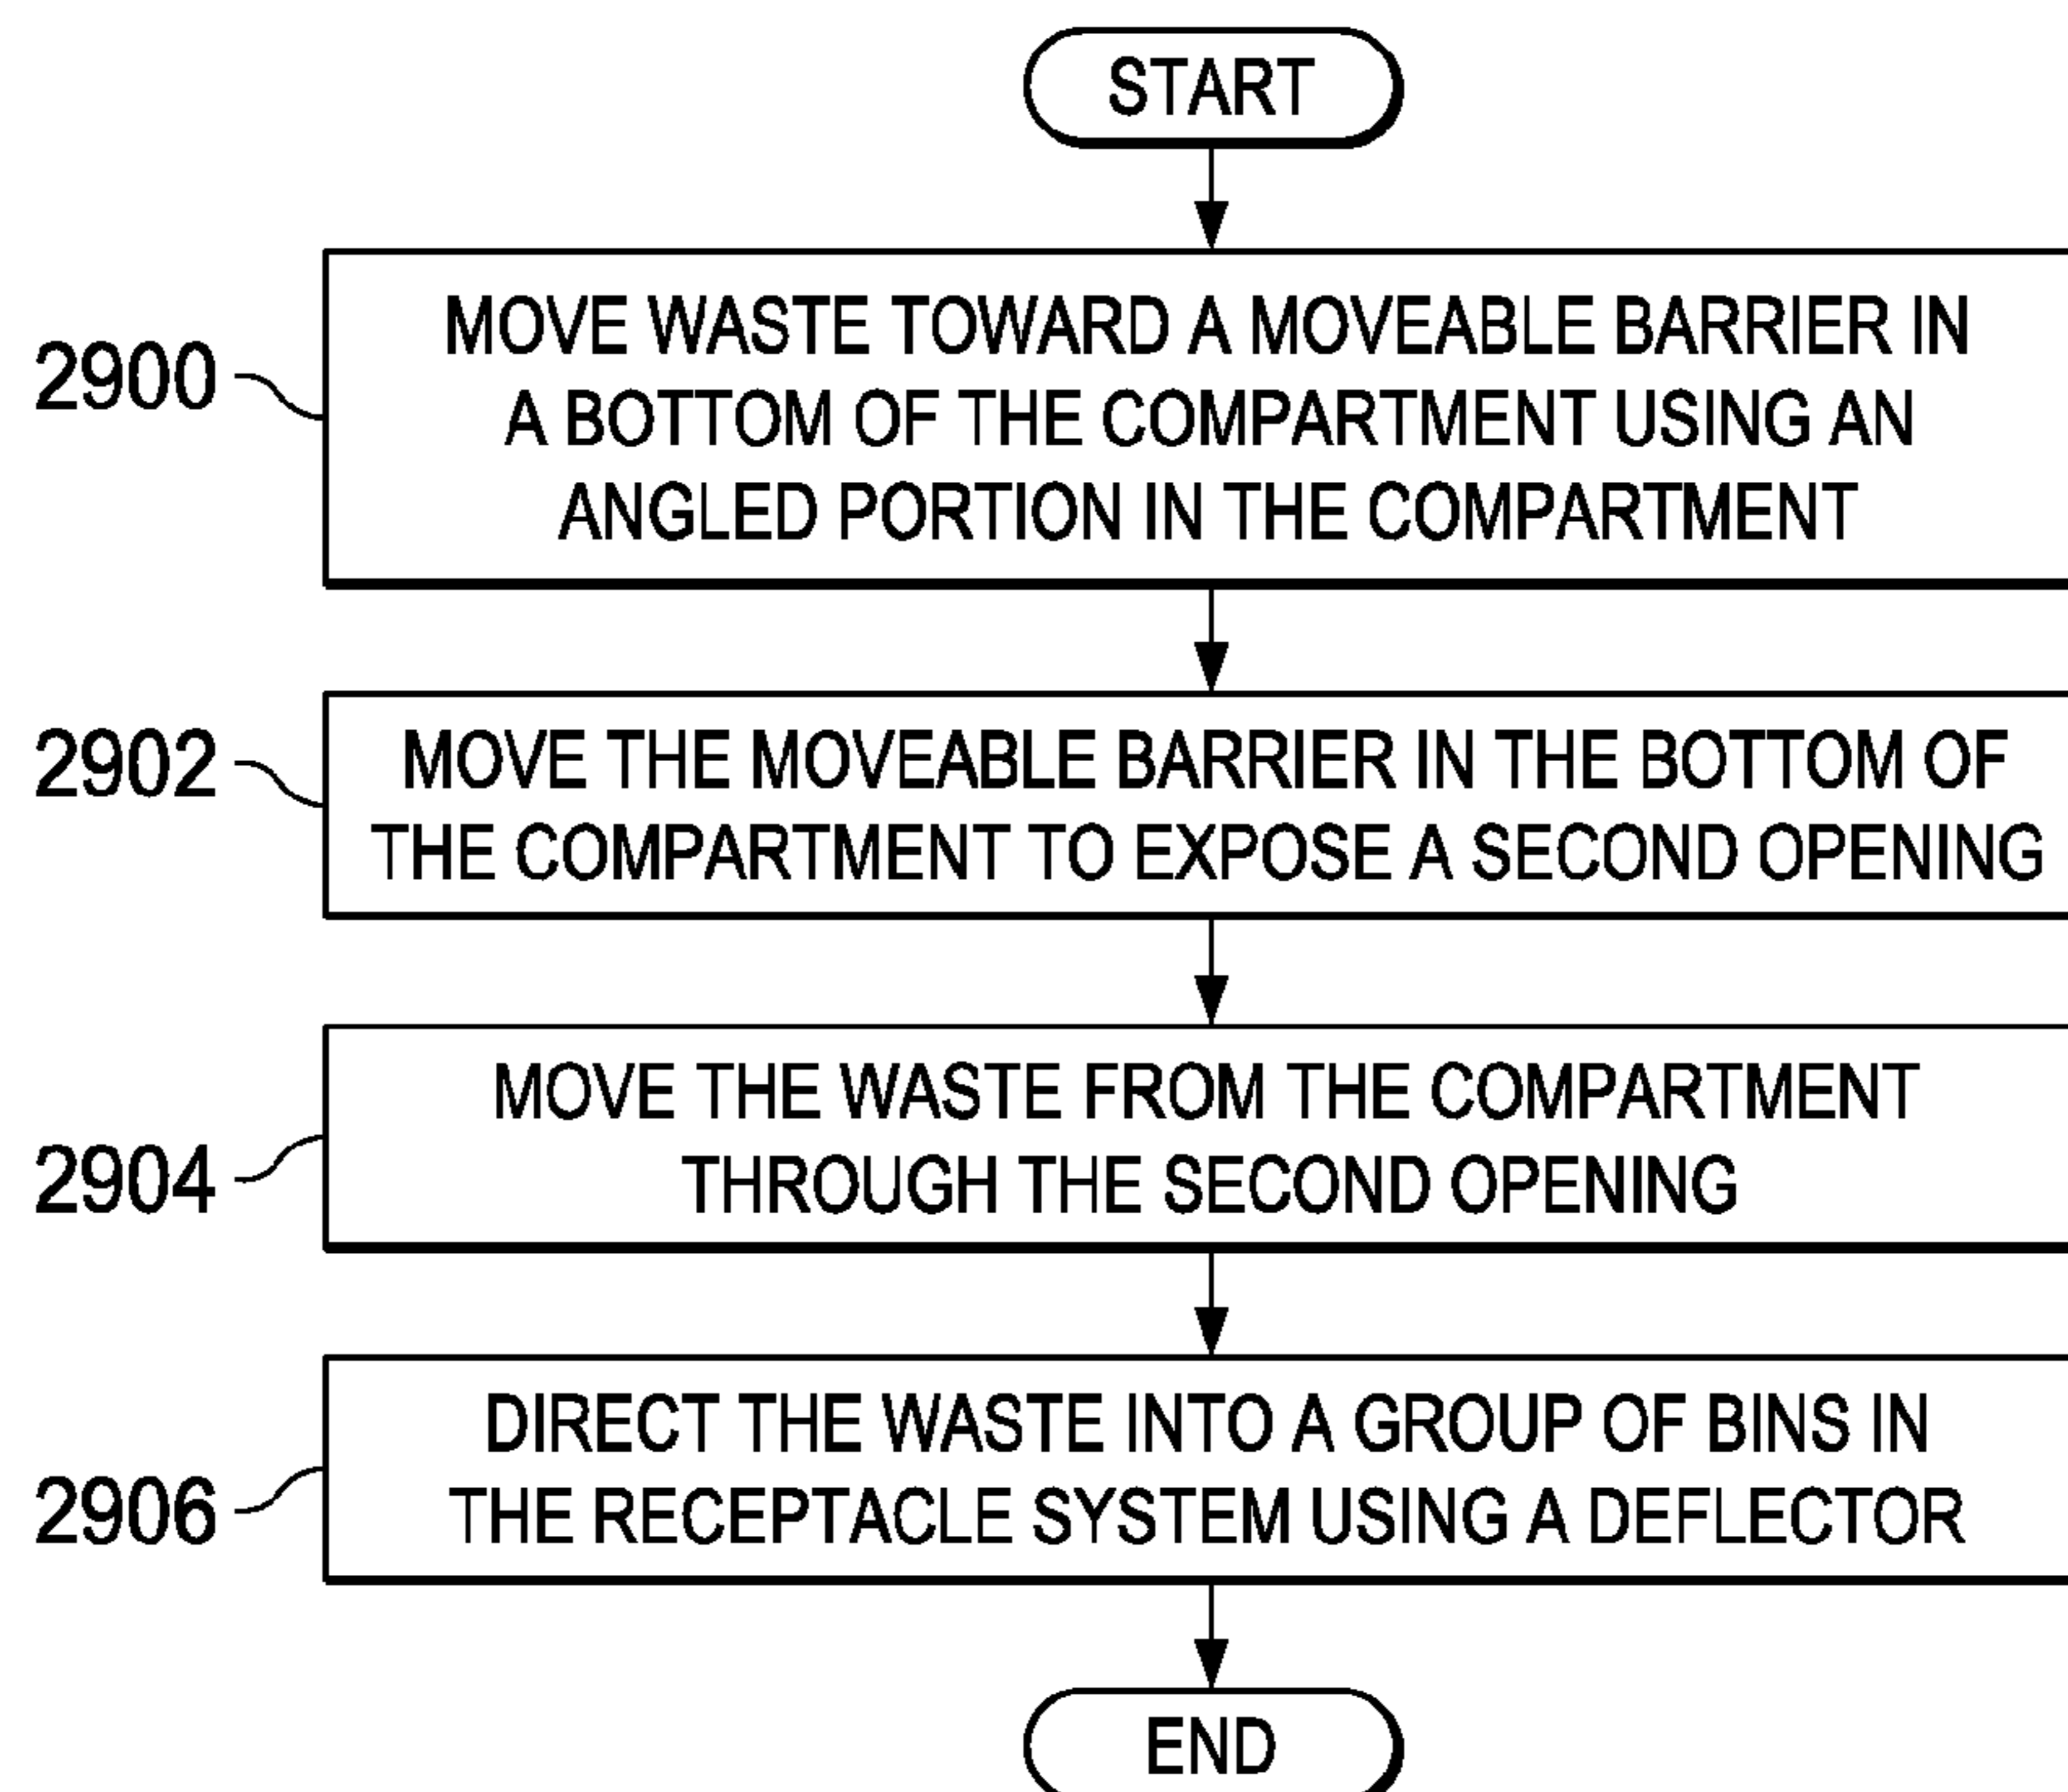 START
2900
MOVE WASTE TOWARD A MOVEABLE BARRIER IN
A BOTTOM OF THE COMPARTMENT USING AN
ANGLED PORTION IN THE COMPARTMENT
2902
MOVE THE MOVEABLE BARRIER IN THE BOTTOM OF
THE COMPARTMENT TO EXPOSE A SECOND OPENING
2904
MOVE THE WASTE FROM THE COMPARTMENT
THROUGH THE SECOND OPENING
2906
DIRECT THE WASTE INTO A GROUP OF BINS IN
THE RECEPTACLE SYSTEM USING A DEFLECTOR
END